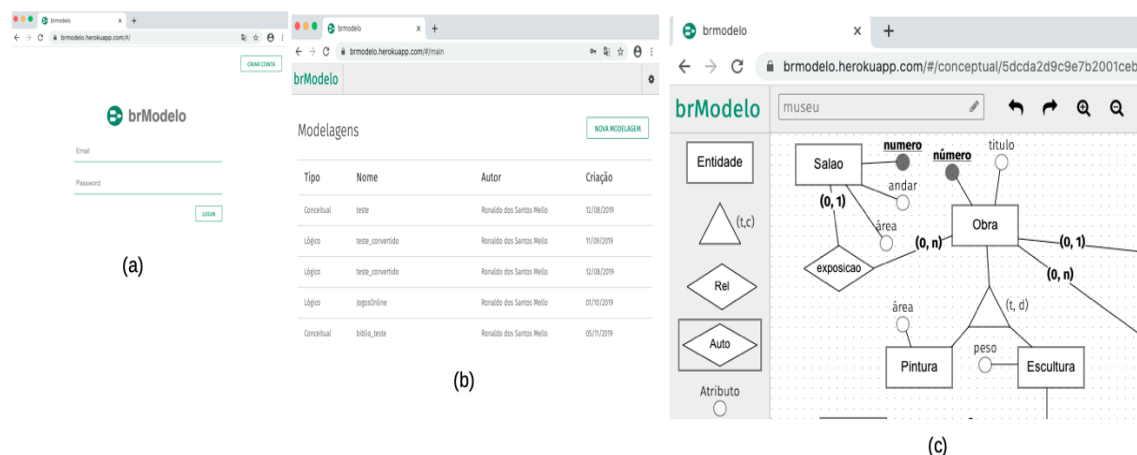 brmodelo
brmodelo.herokuapp.com/#/
CRIAR CONTA
brModelo
Email
Password
LOGIN
(a)
brmodelo
brmodelo.herokuapp.com/#/main
brModelo
Modelagens
NOVA MODELAGEM
Tipo Nome Autor Criação
Conceitual teste Ronaldo dos Santos Mello 12/08/2019
Lógico teste_convertido Ronaldo dos Santos Mello 11/09/2019
Lógico teste_convertido Ronaldo dos Santos Mello 12/08/2019
Lógico JogosOnline Ronaldo dos Santos Mello 01/10/2019
Conceitual biblio_teste Ronaldo dos Santos Mello 05/11/2019
(b)
brmodelo
brmodelo.herokuapp.com/#/conceptual/5dcda2d9c9e7b2001ceb
brModelo
museu
Entidade
(t,c)
Rel
Auto
Atributo
Salao
numero
número
titulo
andar
(0, 1)
área
Obra
(0, n)
(0, 1)
exposicao
(0, n)
área
(t, d)
peso
Pintura
Escultura
(c)